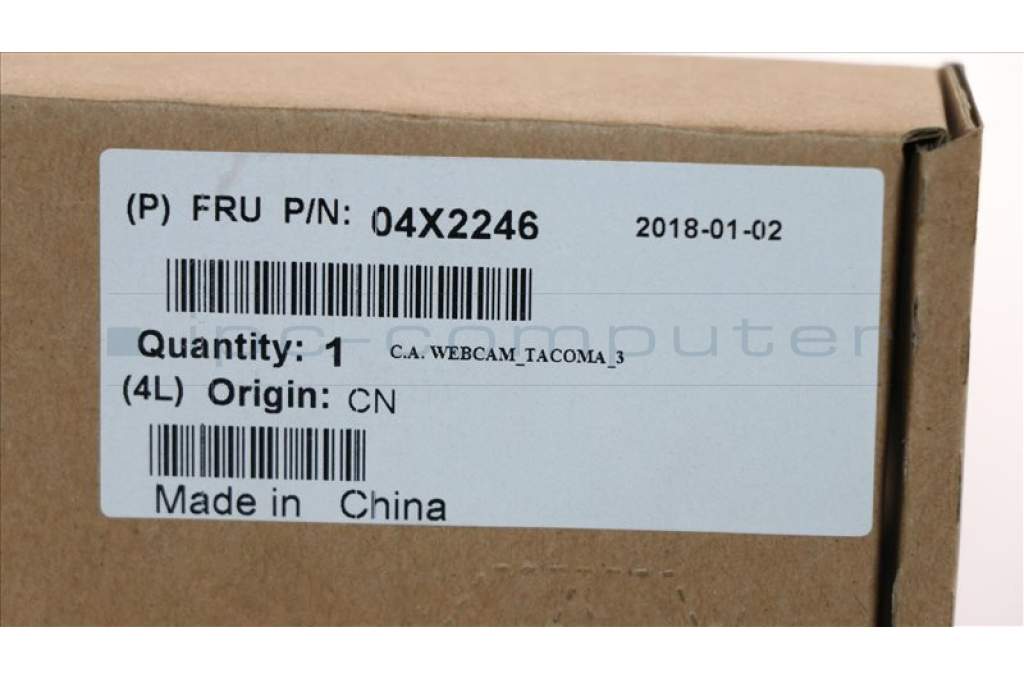 (P) FRU P/N: 04X2246 2018-01-02
ipc-computer
Quantity: 1 C.A. WEBCAM_TACOMA_3
(4L) Origin: CN
Made in China